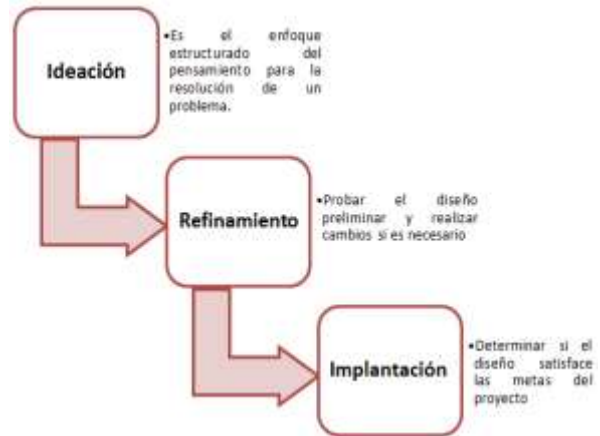 Ideación
•Es el enfoque
estructurado del
pensamiento para la
resolución de un
problema.
Refinamiento
•Probar el diseño
preliminar y realizar
cambios si es necesario
Implantación
•Determinar si el
diseño satisface
las metas del
proyecto